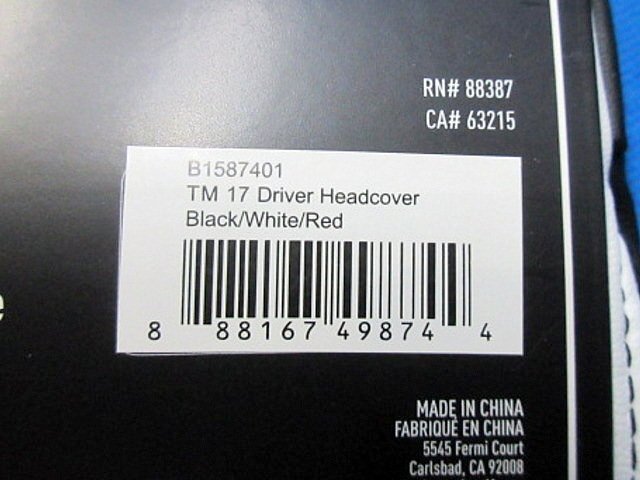 RN# 88387
CA# 63215
B1587401
TM 17 Driver Headcover
Black/White/Red
8 88167 49874 4
MADE IN CHINA
FABRIQUÉ EN CHINA
5545 Fermi Court
Carlsbad, CA 92008